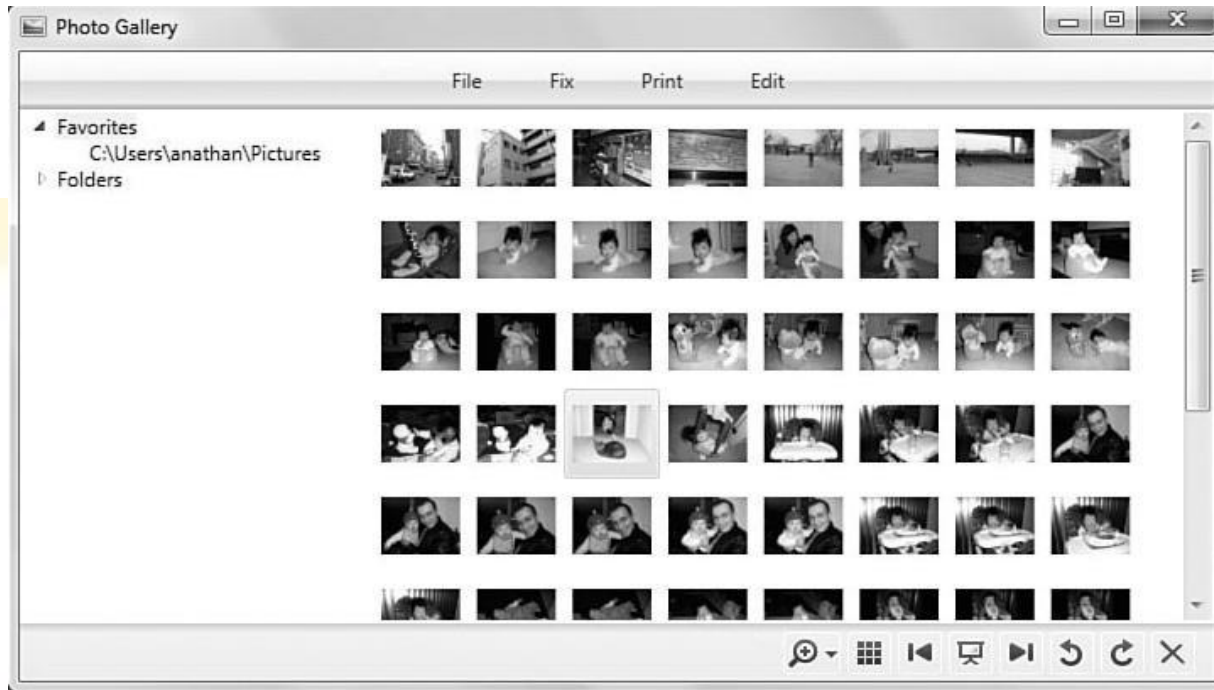 Photo Gallery
File Fix Print Edit
Favorites
C:\Users\anathan\Pictures
Folders